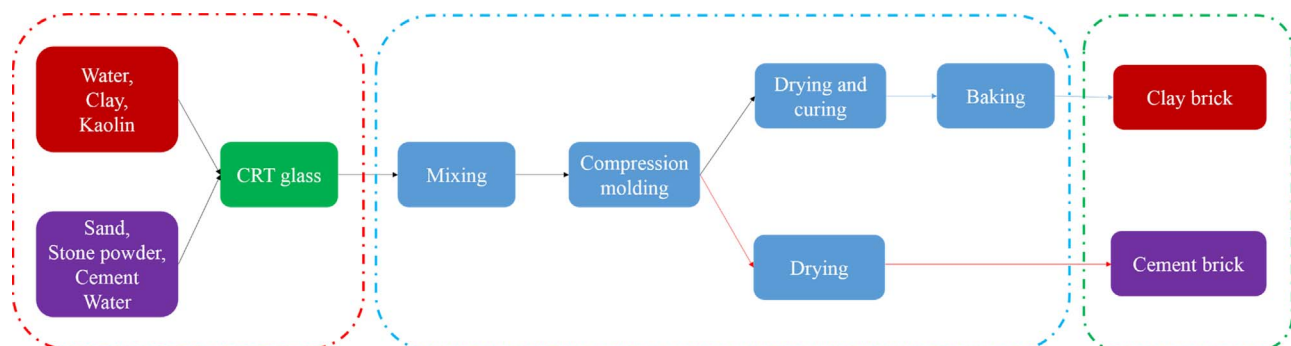 Water,
Clay,
Kaolin
Sand,
Stone powder,
Cement
Water
CRT glass
Mixing
Compression
molding
Drying and
curing
Baking
Drying
Clay brick
Cement brick